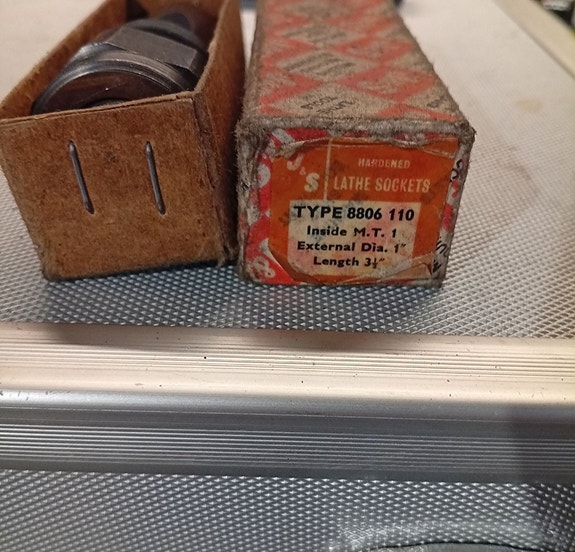 J & S
HARDENED
LATHE SOCKETS
TYPE 8806 110
Inside M.T. 1
External Dia. 1"
Length 3½"